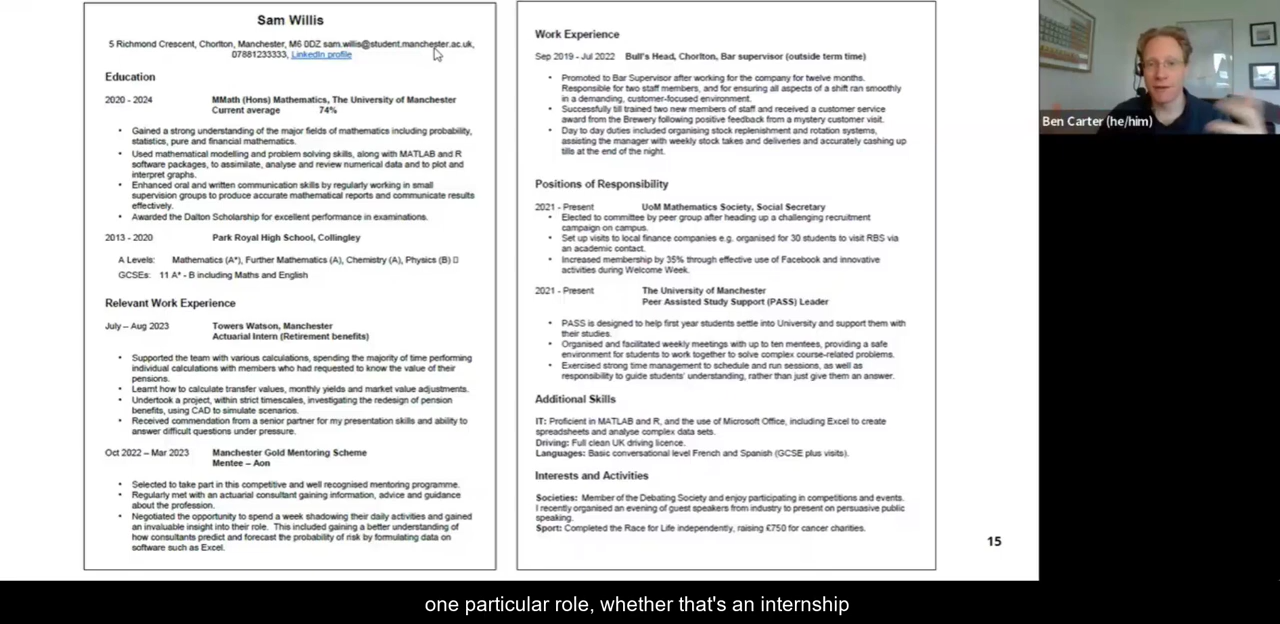 Sam Willis
5 Richmond Crescent, Chorlton, Manchester, M6 0DZ sam.willis@student.manchester.ac.uk,
07881233333, LinkedIn profile
Education
2020 - 2024 MMath (Hons) Mathematics, The University of Manchester
Current average 74%
• Gained a strong understanding of the major fields of mathematics including probability,
statistics, pure and financial mathematics.
• Used mathematical modelling and problem solving skills, along with MATLAB and R
software packages, to assimilate, analyse and review numerical data and to plot and
interpret graphs.
• Enhanced oral and written communication skills by regularly working in small
supervision groups to produce accurate mathematical reports and communicate results
effectively.
• Awarded the Dalton Scholarship for excellent performance in examinations.
2013 - 2020 Park Royal High School, Collingley
A Levels: Mathematics (A*), Further Mathematics (A), Chemistry (A), Physics (B)
GCSEs: 11 A* - B including Maths and English
Relevant Work Experience
July – Aug 2023 Towers Watson, Manchester
Actuarial Intern (Retirement benefits)
• Supported the team with various calculations, spending the majority of time performing
individual calculations with members who had requested to know the value of their
pensions.
• Learnt how to calculate transfer values, monthly yields and market value adjustments.
• Undertook a project, within strict timescales, investigating the redesign of pension
benefits, using CAD to simulate scenarios.
• Received commendation from a senior partner for my presentation skills and ability to
answer difficult questions under pressure.
Oct 2022 – Mar 2023 Manchester Gold Mentoring Scheme
Mentee – Aon
• Selected to take part in this competitive and well recognised mentoring programme.
• Regularly met with an actuarial consultant gaining information, advice and guidance
about the profession.
• Negotiated the opportunity to spend a week shadowing their daily activities and gained
an invaluable insight into their role. This included gaining a better understanding of
how consultants predict and forecast the probability of risk by formulating data on
software such as Excel.
Work Experience
Sep 2019 - Jul 2022 Bull's Head, Chorlton, Bar supervisor (outside term time)
• Promoted to Bar Supervisor after working for the company for twelve months.
Responsible for two staff members, and for ensuring all aspects of a shift ran smoothly
in a demanding, customer-focused environment.
• Successfully till trained two new members of staff and received a customer service
award from the Brewery following positive feedback from a mystery customer visit.
• Day to day duties included organising stock replenishment and rotation systems,
assisting the manager with weekly stock takes and deliveries and accurately cashing up
tills at the end of the night.
Positions of Responsibility
2021 - Present UoM Mathematics Society, Social Secretary
• Elected to committee by peer group after heading up a challenging recruitment
campaign on campus.
• Set up visits to local finance companies e.g. organised for 30 students to visit RBS via
an academic contact.
• Increased membership by 35% through effective use of Facebook and innovative
activities during Welcome Week.
2021 - Present The University of Manchester
Peer Assisted Study Support (PASS) Leader
• PASS is designed to help first year students settle into University and support them with
their studies.
• Organised and facilitated weekly meetings with up to ten mentees, providing a safe
environment for students to work together to solve complex course-related problems.
• Exercised strong time management to schedule and run sessions, as well as
responsibility to guide students' understanding, rather than just give them an answer.
Additional Skills
IT: Proficient in MATLAB and R, and the use of Microsoft Office, including Excel to create
spreadsheets and analyse complex data sets.
Driving: Full clean UK driving licence.
Languages: Basic conversational level French and Spanish (GCSE plus visits).
Interests and Activities
Societies: Member of the Debating Society and enjoy participating in competitions and events.
I recently organised an evening of guest speakers from industry to present on persuasive public
speaking.
Sport: Completed the Race for Life independently, raising £750 for cancer charities.
15
Ben Carter (he/him)
one particular role, whether that's an internship